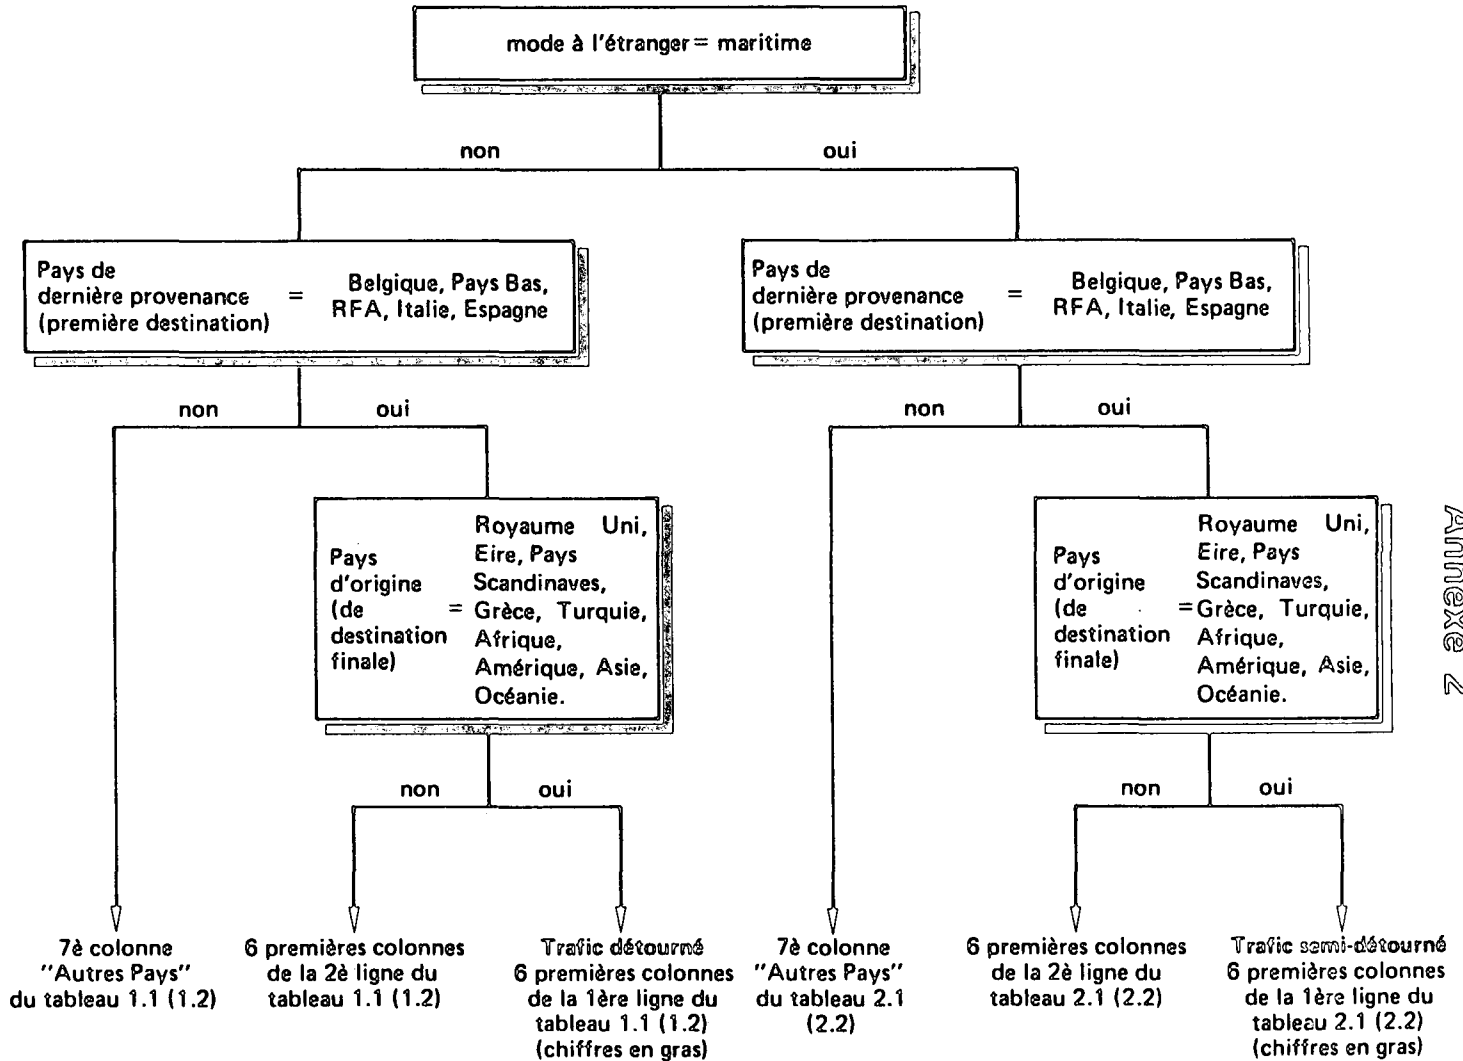 mode à l'étranger = maritime
non
oui
Pays de
dernière provenance
(première destination)
=
Belgique, Pays Bas,
RFA, Italie, Espagne
Pays de
dernière provenance
(première destination)
=
Belgique, Pays Bas,
RFA, Italie, Espagne
non
oui
non
oui
Pays
d'origine
(de
destination
finale)
=
Royaume Uni,
Eire, Pays
Scandinaves,
Grèce, Turquie,
Afrique,
Amérique, Asie,
Océanie.
Pays
d'origine
(de
destination
finale)
=
Royaume Uni,
Eire, Pays
Scandinaves,
Grèce, Turquie,
Afrique,
Amérique, Asie,
Océanie.
non
oui
non
oui
7è colonne
"Autres Pays"
du tableau 1.1 (1.2)
6 premières colonnes
de la 2è ligne du
tableau 1.1 (1.2)
Trafic détourné
6 premières colonnes
de la 1ère ligne du
tableau 1.1 (1.2)
(chiffres en gras)
7è colonne
"Autres Pays"
du tableau 2.1
(2.2)
6 premières colonnes
de la 2è ligne du
tableau 2.1 (2.2)
Trafic semi-détourné
6 premières colonnes
de la 1ère ligne du
tableau 2.1 (2.2)
(chiffres en gras)
Annexe 2